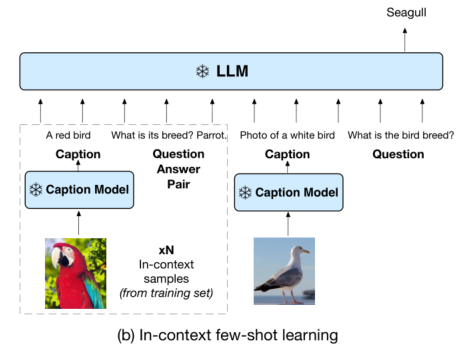 Seagull
LLM
A red bird
What is its breed? Parrot.
Photo of a white bird
What is the bird breed?
Caption
Question
Answer
Pair
Caption
Question
Caption Model
Caption Model
xN
In-context
samples
(from training set)
(b) In-context few-shot learning